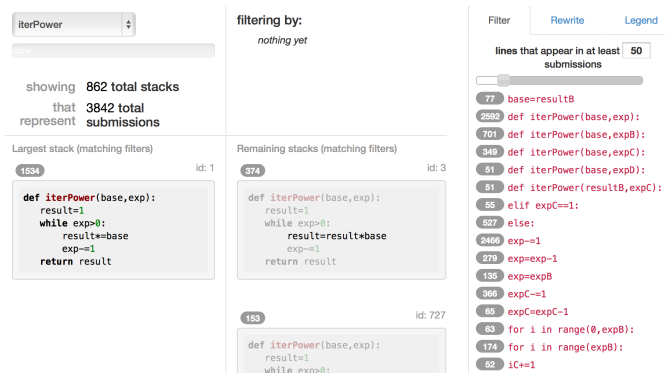 iterPower
done
showing 862 total stacks
that 3842 total
represent submissions
Largest stack (matching filters)
1534
id: 1
def iterPower(base,exp):
result=1
while exp>0:
result*=base
exp-=1
return result
filtering by:
nothing yet
Remaining stacks (matching filters)
374
id: 3
def iterPower(base,exp):
result=1
while exp>0:
result=result*base
exp-=1
return result
153
id: 727
def iterPower(base,exp):
result=1
while exp>0:
Filter Rewrite Legend
lines that appear in at least 50
submissions
77 base=resultB
2592 def iterPower(base,exp):
701 def iterPower(base,expB):
349 def iterPower(base,expC):
51 def iterPower(base,expD):
51 def iterPower(resultB,expC):
55 elif expC==1:
527 else:
2466 exp-=1
279 exp=exp-1
135 exp=expB
366 expC-=1
65 expC=expC-1
63 for i in range(0,expB):
174 for i in range(expB):
52 iC+=1